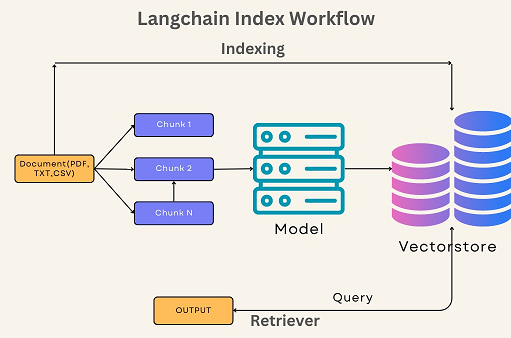 Langchain Index Workflow
Indexing
Chunk 1
Document(PDF,
TXT,CSV)
Chunk 2
Chunk N
Model
Vectorstore
Query
OUTPUT
Retriever